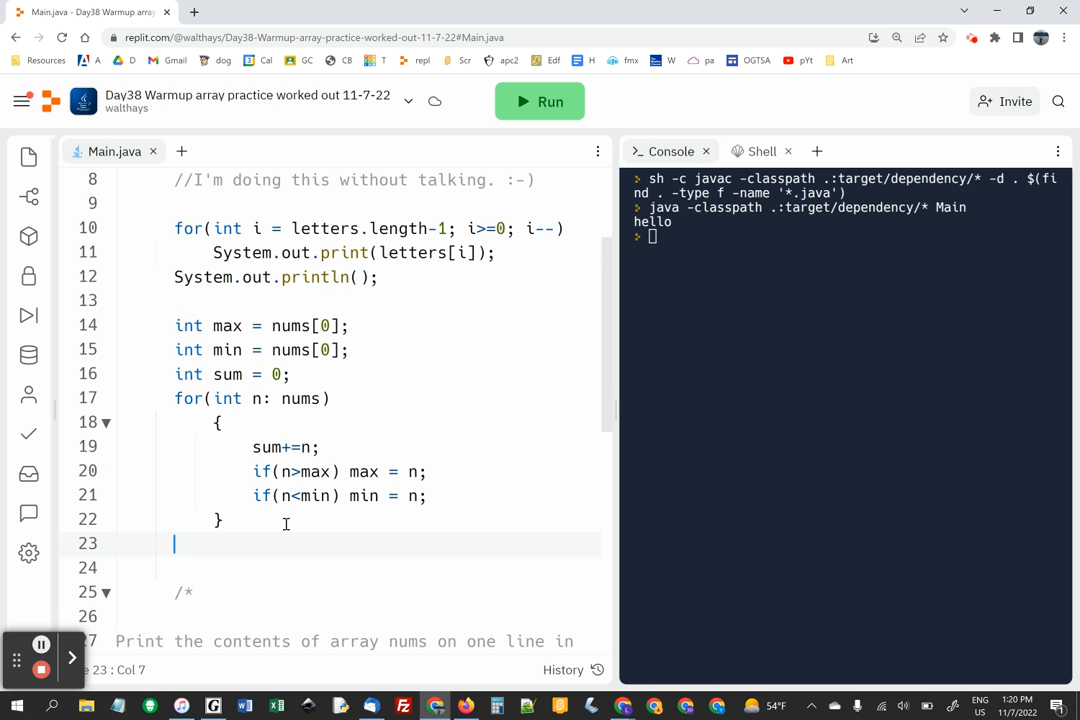 Main.java - Day38 Warmup array
replit.com/@walthays/Day38-Warmup-array-practice-worked-out-11-7-22#Main.java
Resources A D Gmail dog Cal GC CB T repl Scr apc2 Edf H fmx W pa OGTSA pYt Art
Day38 Warmup array practice worked out 11-7-22
walthays
Run
Invite
Main.java
Console
Shell
8 //I'm doing this without talking. :-)
9
10 for(int i = letters.length-1; i>=0; i--)
11 System.out.print(letters[i]);
12 System.out.println();
13
14 int max = nums[0];
15 int min = nums[0];
16 int sum = 0;
17 for(int n: nums)
18 {
19 sum+=n;
20 if(n>max) max = n;
21 if(n<min) min = n;
22 }
23
24
25 /*
26
27 Print the contents of array nums on one line in
e 23 : Col 7
History
sh -c javac -classpath .:target/dependency/* -d . $(fi
nd . -type f -name '*.java')
java -classpath .:target/dependency/* Main
hello
54°F
ENG
US
1:20 PM
11/7/2022